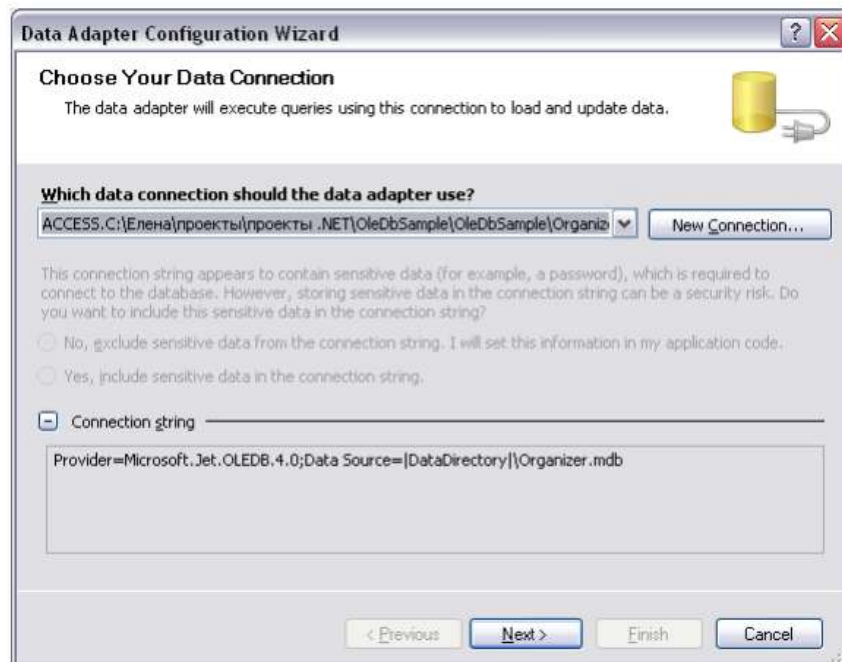 Data Adapter Configuration Wizard
Choose Your Data Connection
The data adapter will execute queries using this connection to load and update data.
Which data connection should the data adapter use?
ACCESS.C:\Елена\проекты\проекты .NET\OleDbSample\OleDbSample\Organiz
New Connection...
This connection string appears to contain sensitive data (for example, a password), which is required to
connect to the database. However, storing sensitive data in the connection string can be a security risk. Do
you want to include this sensitive data in the connection string?
No, exclude sensitive data from the connection string. I will set this information in my application code.
Yes, include sensitive data in the connection string.
Connection string
Provider=Microsoft.Jet.OLEDB.4.0;Data Source=|DataDirectory|\Organizer.mdb
< Previous
Next >
Finish
Cancel